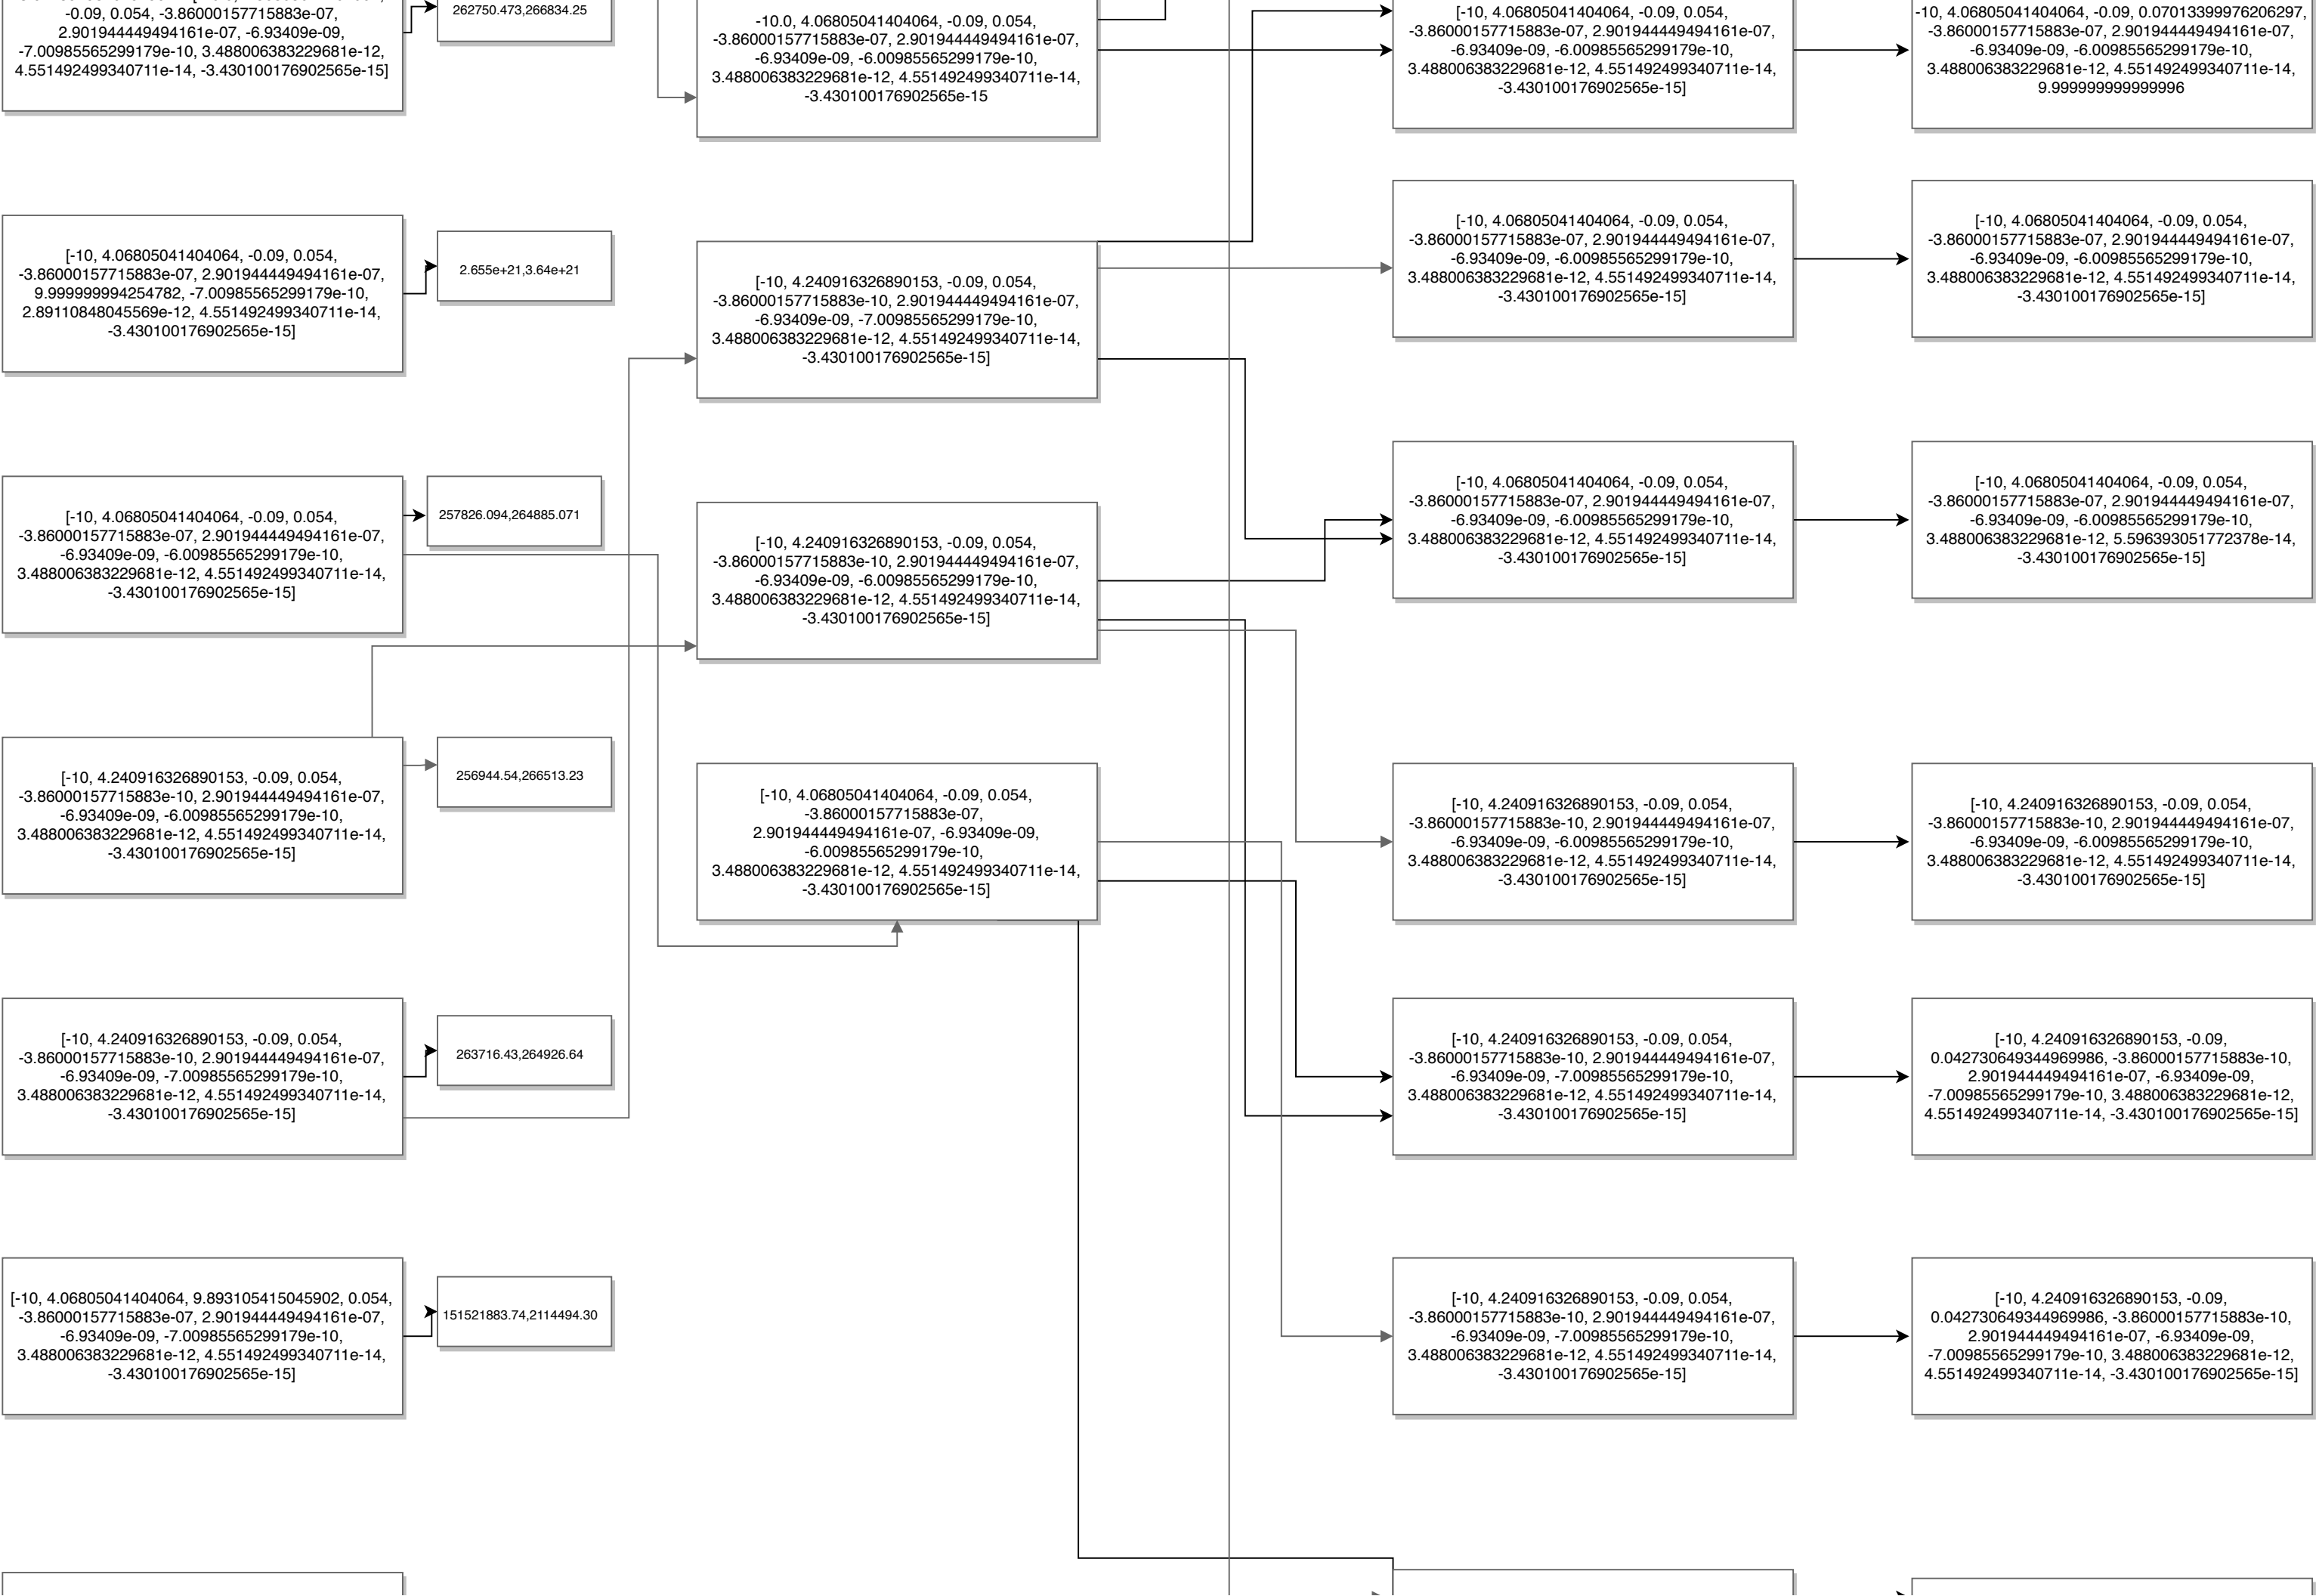 -0.09, 0.054, -3.86000157715883e-07,
2.901944449494161e-07, -6.93409e-09,
-7.00985565299179e-10, 3.488006383229681e-12,
4.551492499340711e-14, -3.430100176902565e-15]
262750.473,266834.25
-10.0, 4.06805041404064, -0.09, 0.054,
-3.86000157715883e-07, 2.901944449494161e-07,
-6.93409e-09, -6.00985565299179e-10,
3.488006383229681e-12, 4.551492499340711e-14,
-3.430100176902565e-15
[-10, 4.06805041404064, -0.09, 0.054,
-3.86000157715883e-07, 2.901944449494161e-07,
-6.93409e-09, -6.00985565299179e-10,
3.488006383229681e-12, 4.551492499340711e-14,
-3.430100176902565e-15]
-10, 4.06805041404064, -0.09, 0.07013399976206297,
-3.86000157715883e-07, 2.901944449494161e-07,
-6.93409e-09, -6.00985565299179e-10,
3.488006383229681e-12, 4.551492499340711e-14,
9.999999999999996
[-10, 4.06805041404064, -0.09, 0.054,
-3.86000157715883e-07, 2.901944449494161e-07,
9.999999994254782, -7.00985565299179e-10,
2.89110848045569e-12, 4.551492499340711e-14,
-3.430100176902565e-15]
2.655e+21,3.64e+21
[-10, 4.240916326890153, -0.09, 0.054,
-3.86000157715883e-10, 2.901944449494161e-07,
-6.93409e-09, -7.00985565299179e-10,
3.488006383229681e-12, 4.551492499340711e-14,
-3.430100176902565e-15]
[-10, 4.06805041404064, -0.09, 0.054,
-3.86000157715883e-07, 2.901944449494161e-07,
-6.93409e-09, -6.00985565299179e-10,
3.488006383229681e-12, 4.551492499340711e-14,
-3.430100176902565e-15]
[-10, 4.06805041404064, -0.09, 0.054,
-3.86000157715883e-07, 2.901944449494161e-07,
-6.93409e-09, -6.00985565299179e-10,
3.488006383229681e-12, 4.551492499340711e-14,
-3.430100176902565e-15]
[-10, 4.06805041404064, -0.09, 0.054,
-3.86000157715883e-07, 2.901944449494161e-07,
-6.93409e-09, -6.00985565299179e-10,
3.488006383229681e-12, 4.551492499340711e-14,
-3.430100176902565e-15]
257826.094,264885.071
[-10, 4.240916326890153, -0.09, 0.054,
-3.86000157715883e-10, 2.901944449494161e-07,
-6.93409e-09, -6.00985565299179e-10,
3.488006383229681e-12, 4.551492499340711e-14,
-3.430100176902565e-15]
[-10, 4.06805041404064, -0.09, 0.054,
-3.86000157715883e-07, 2.901944449494161e-07,
-6.93409e-09, -6.00985565299179e-10,
3.488006383229681e-12, 4.551492499340711e-14,
-3.430100176902565e-15]
[-10, 4.06805041404064, -0.09, 0.054,
-3.86000157715883e-07, 2.901944449494161e-07,
-6.93409e-09, -6.00985565299179e-10,
3.488006383229681e-12, 5.596393051772378e-14,
-3.430100176902565e-15]
[-10, 4.240916326890153, -0.09, 0.054,
-3.86000157715883e-10, 2.901944449494161e-07,
-6.93409e-09, -6.00985565299179e-10,
3.488006383229681e-12, 4.551492499340711e-14,
-3.430100176902565e-15]
256944.54,266513.23
[-10, 4.06805041404064, -0.09, 0.054,
-3.86000157715883e-07,
2.901944449494161e-07, -6.93409e-09,
-6.00985565299179e-10,
3.488006383229681e-12, 4.551492499340711e-14,
-3.430100176902565e-15]
[-10, 4.240916326890153, -0.09, 0.054,
-3.86000157715883e-10, 2.901944449494161e-07,
-6.93409e-09, -6.00985565299179e-10,
3.488006383229681e-12, 4.551492499340711e-14,
-3.430100176902565e-15]
[-10, 4.240916326890153, -0.09, 0.054,
-3.86000157715883e-10, 2.901944449494161e-07,
-6.93409e-09, -6.00985565299179e-10,
3.488006383229681e-12, 4.551492499340711e-14,
-3.430100176902565e-15]
[-10, 4.240916326890153, -0.09, 0.054,
-3.86000157715883e-10, 2.901944449494161e-07,
-6.93409e-09, -7.00985565299179e-10,
3.488006383229681e-12, 4.551492499340711e-14,
-3.430100176902565e-15]
263716.43,264926.64
[-10, 4.240916326890153, -0.09, 0.054,
-3.86000157715883e-10, 2.901944449494161e-07,
-6.93409e-09, -7.00985565299179e-10,
3.488006383229681e-12, 4.551492499340711e-14,
-3.430100176902565e-15]
[-10, 4.240916326890153, -0.09,
0.042730649344969986, -3.86000157715883e-10,
2.901944449494161e-07, -6.93409e-09,
-7.00985565299179e-10, 3.488006383229681e-12,
4.551492499340711e-14, -3.430100176902565e-15]
[-10, 4.06805041404064, 9.893105415045902, 0.054,
-3.86000157715883e-07, 2.901944449494161e-07,
-6.93409e-09, -7.00985565299179e-10,
3.488006383229681e-12, 4.551492499340711e-14,
-3.430100176902565e-15]
151521883.74,2114494.30
[-10, 4.240916326890153, -0.09, 0.054,
-3.86000157715883e-10, 2.901944449494161e-07,
-6.93409e-09, -7.00985565299179e-10,
3.488006383229681e-12, 4.551492499340711e-14,
-3.430100176902565e-15]
[-10, 4.240916326890153, -0.09,
0.042730649344969986, -3.86000157715883e-10,
2.901944449494161e-07, -6.93409e-09,
-7.00985565299179e-10, 3.488006383229681e-12,
4.551492499340711e-14, -3.430100176902565e-15]